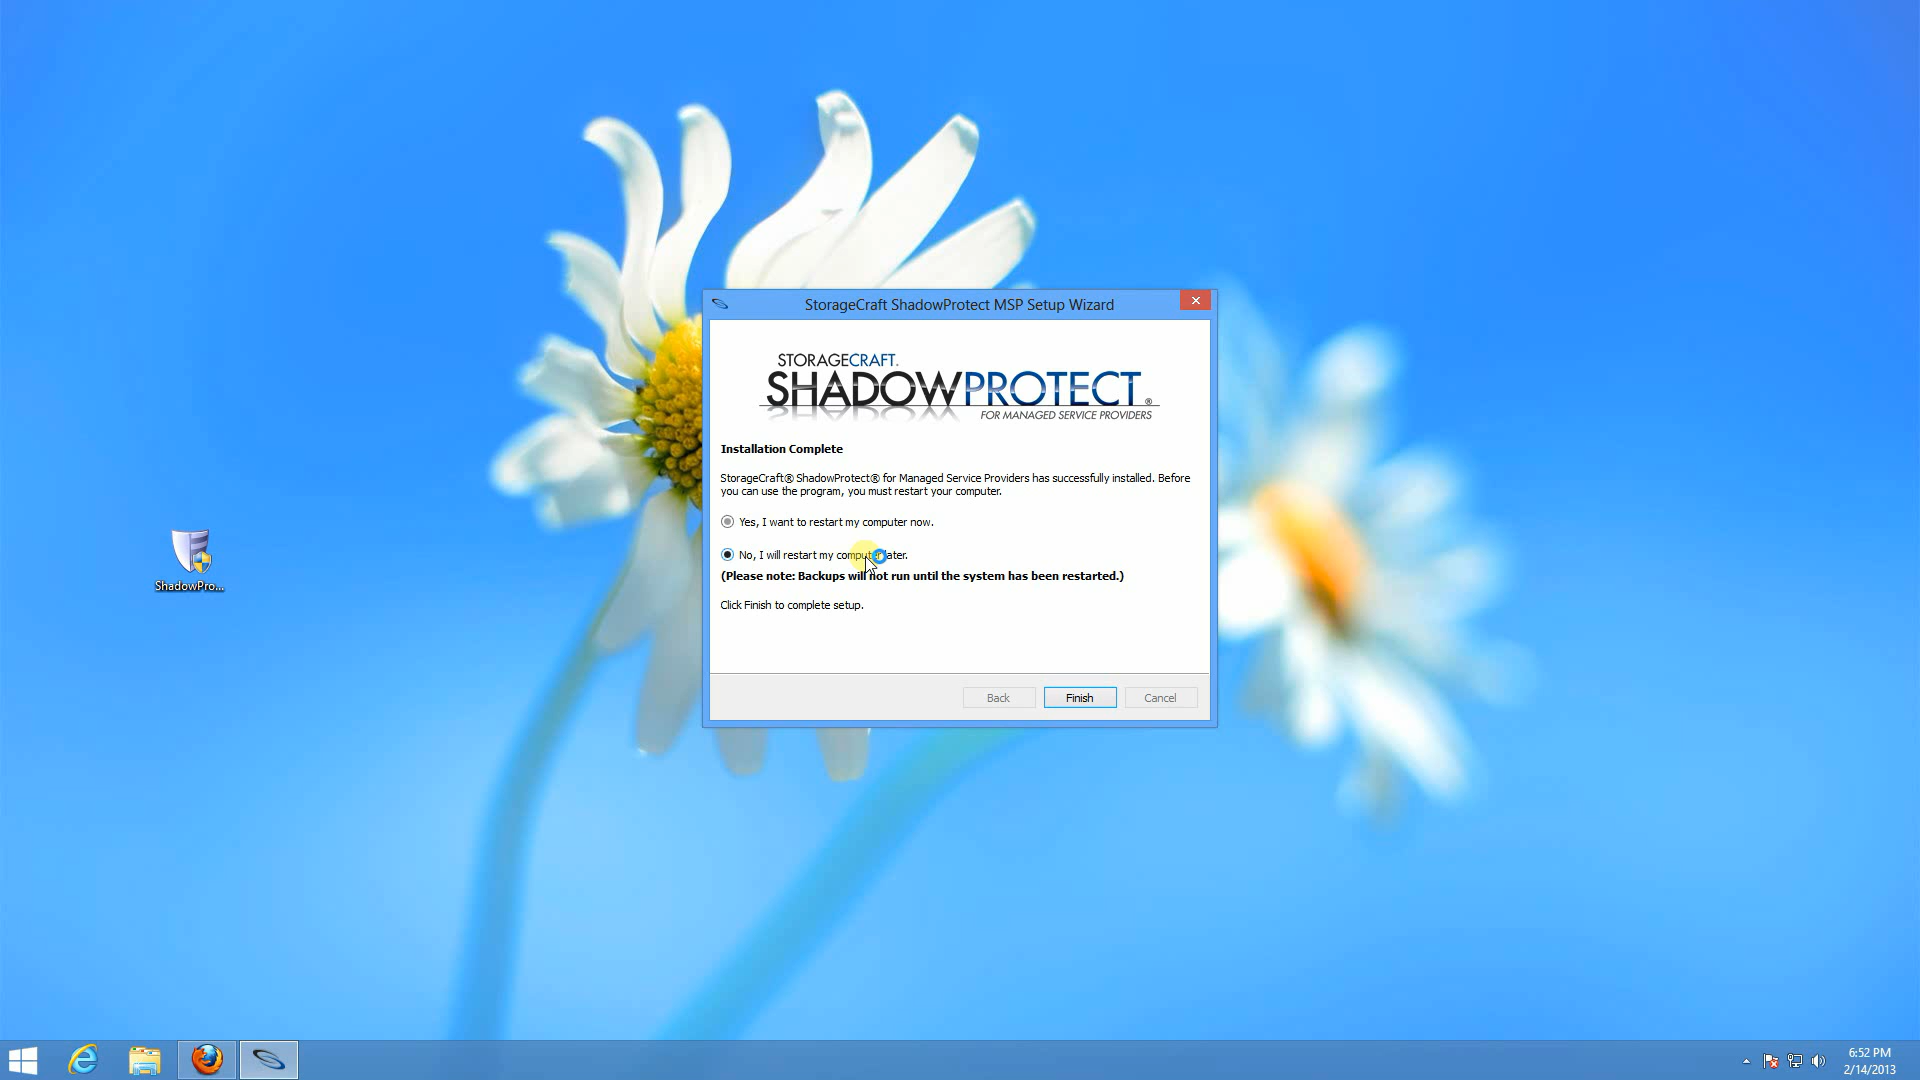 StorageCraft ShadowProtect MSP Setup Wizard
STORAGECRAFT.
SHADOWPROTECT®
FOR MANAGED SERVICE PROVIDERS
Installation Complete
StorageCraft® ShadowProtect® for Managed Service Providers has successfully installed. Before
you can use the program, you must restart your computer.
Yes, I want to restart my computer now.
No, I will restart my computer later.
(Please note: Backups will not run until the system has been restarted.)
Click Finish to complete setup.
Back
Finish
Cancel
ShadowPro...
6:52 PM
2/14/2013